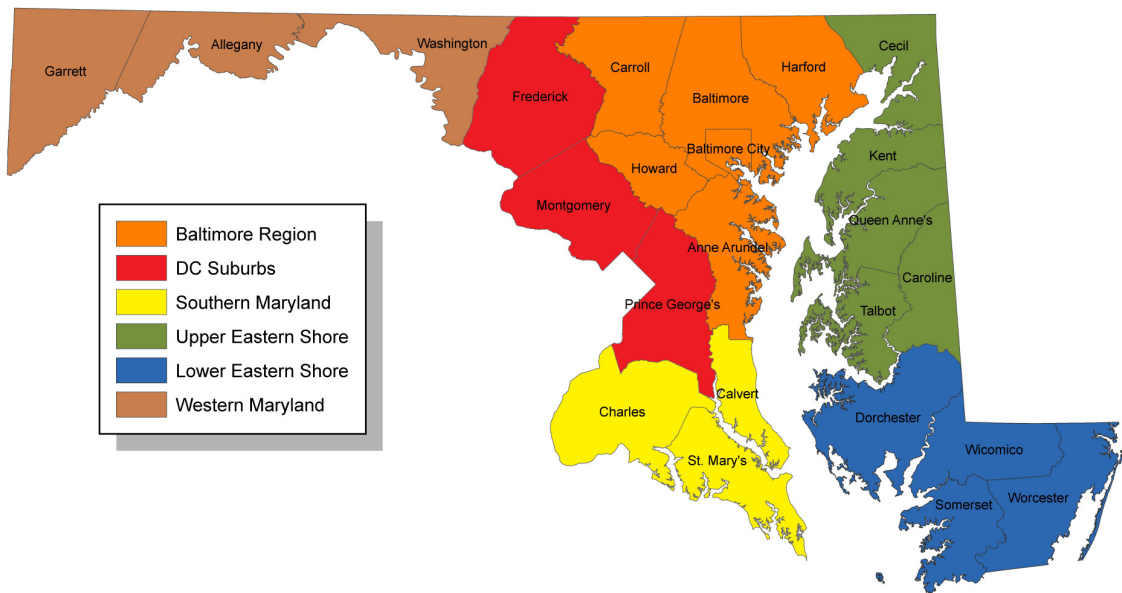 Garrett
Allegany
Washington
Frederick
Carroll
Baltimore
Harford
Cecil
Baltimore City
Howard
Kent
Montgomery
Anne Arundel
Queen Anne's
Prince George's
Caroline
Talbot
Charles
Calvert
St. Mary's
Dorchester
Wicomico
Somerset
Worcester
Baltimore Region
DC Suburbs
Southern Maryland
Upper Eastern Shore
Lower Eastern Shore
Western Maryland